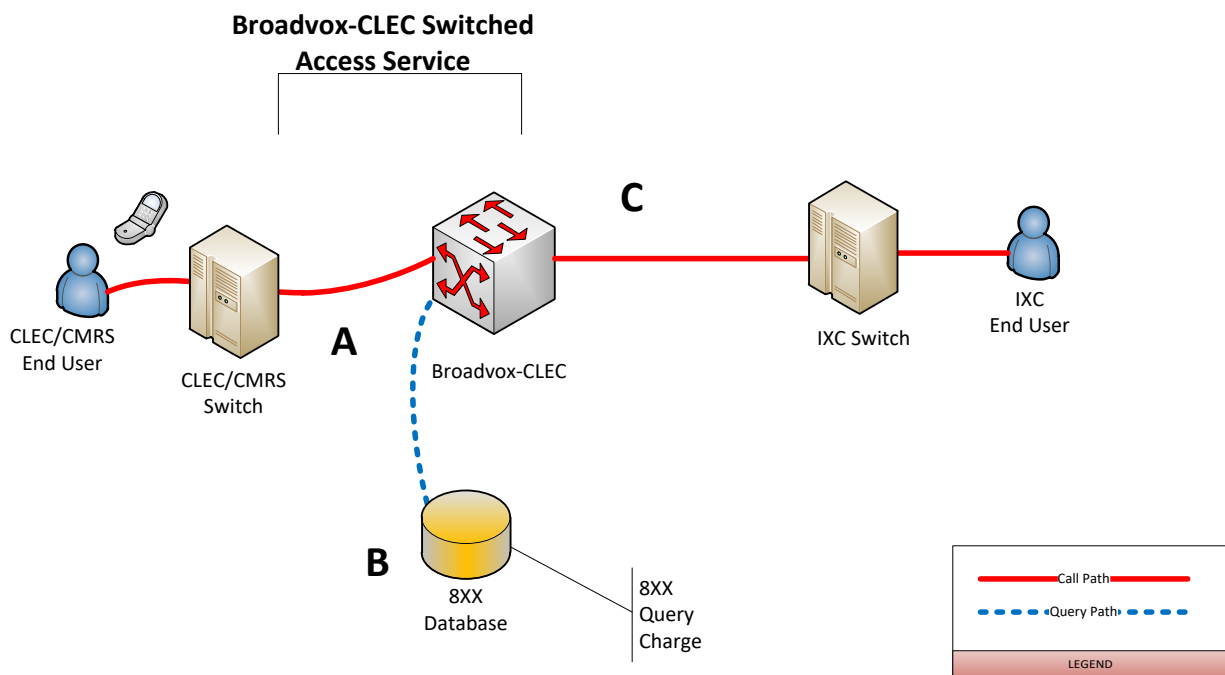 Broadvox-CLEC Switched
Access Service
C
CLEC/CMRS
End User
A
CLEC/CMRS
Switch
Broadvox-CLEC
IXC Switch
IXC
End User
B
8XX
Database
8XX
Query
Charge
Call Path
Query Path
LEGEND